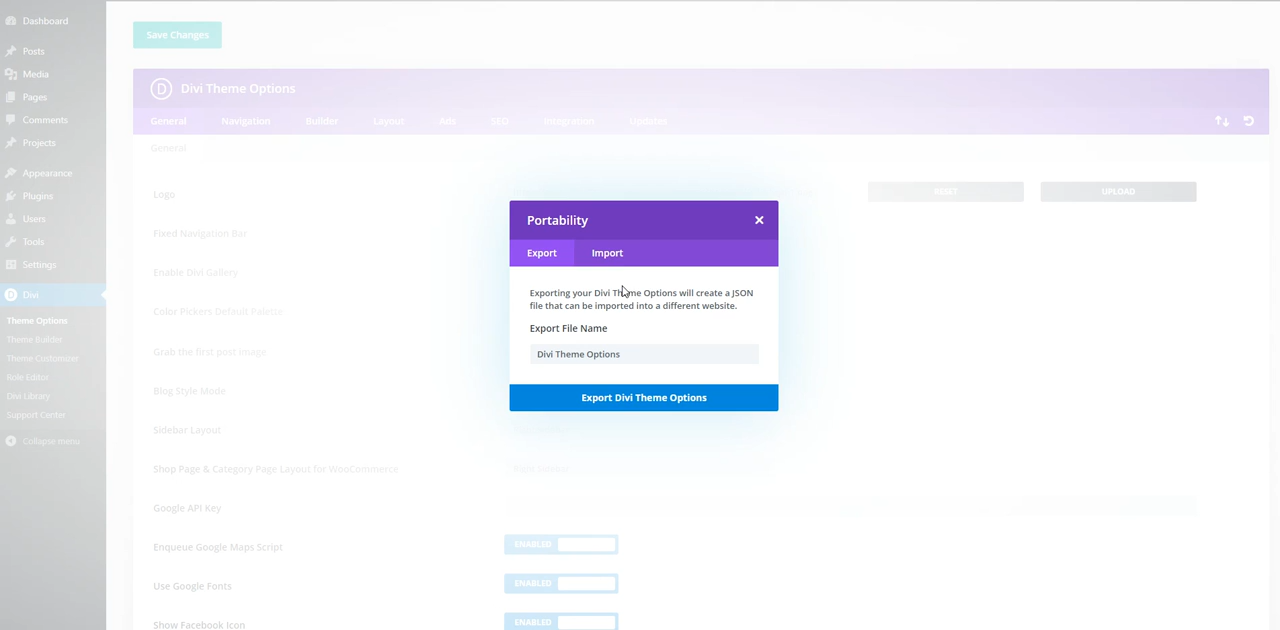 Dashboard
Posts
Media
Pages
Comments
Projects
Appearance
Plugins
Users
Tools
Settings
Divi
Theme Options
Theme Builder
Theme Customizer
Role Editor
Divi Library
Support Center
Collapse menu
Save Changes
D Divi Theme Options
General Navigation Builder Layout Ads SEO Integration Updates
General
Logo RESET UPLOAD
Fixed Navigation Bar
Enable Divi Gallery
Color Pickers Default Palette
Grab the first post image
Blog Style Mode
Sidebar Layout
Shop Page & Category Page Layout for WooCommerce
Google API Key
Enqueue Google Maps Script ENABLED
Use Google Fonts ENABLED
Show Facebook Icon ENABLED
Portability
Export Import
Exporting your Divi Theme Options will create a JSON
file that can be imported into a different website.
Export File Name
Divi Theme Options
Export Divi Theme Options